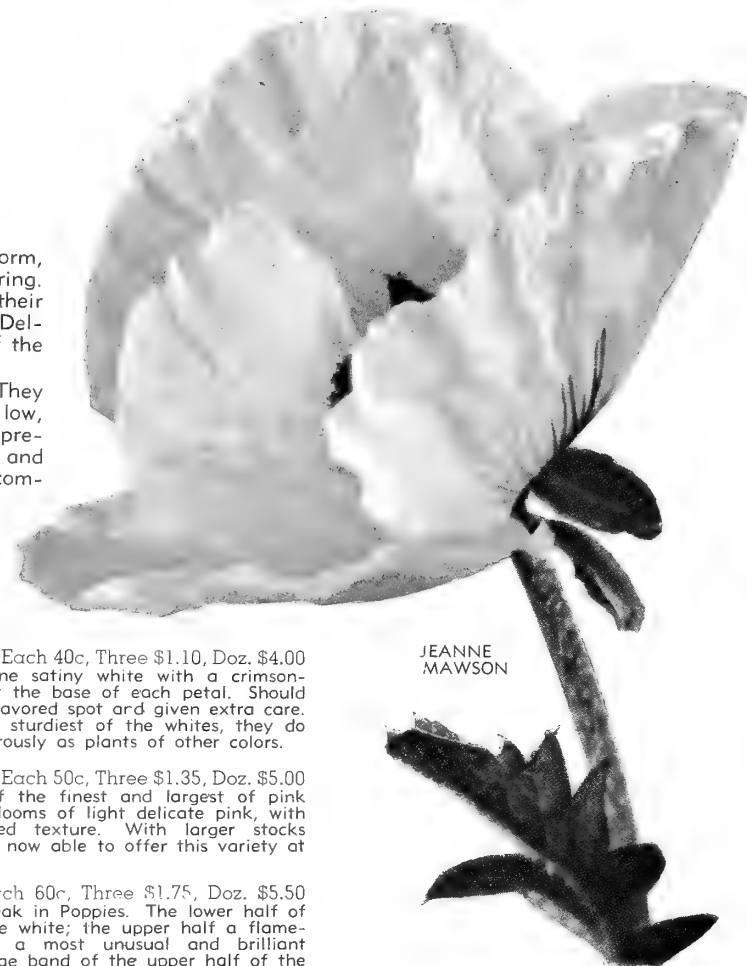 orm,
ring.
their
Del-
the
They
low,
pre-
and
com-
Each 40c, Three $1.10, Doz. $4.00
ne satiny white with a crimson-
the base of each petal. Should
avored spot and given extra care.
sturdiest of the whites, they do
rously as plants of other colors.
Each 50c, Three $1.35, Doz. $5.00
f the finest and largest of pink
looms of light delicate pink, with
ed texture. With larger stocks
now able to offer this variety at
ch 60c, Three $1.75, Doz. $5.50
ak in Poppies. The lower half of
e white; the upper half a flame-
a most unusual and brilliant
ge band of the upper half of the
JEANNE
MAWSON